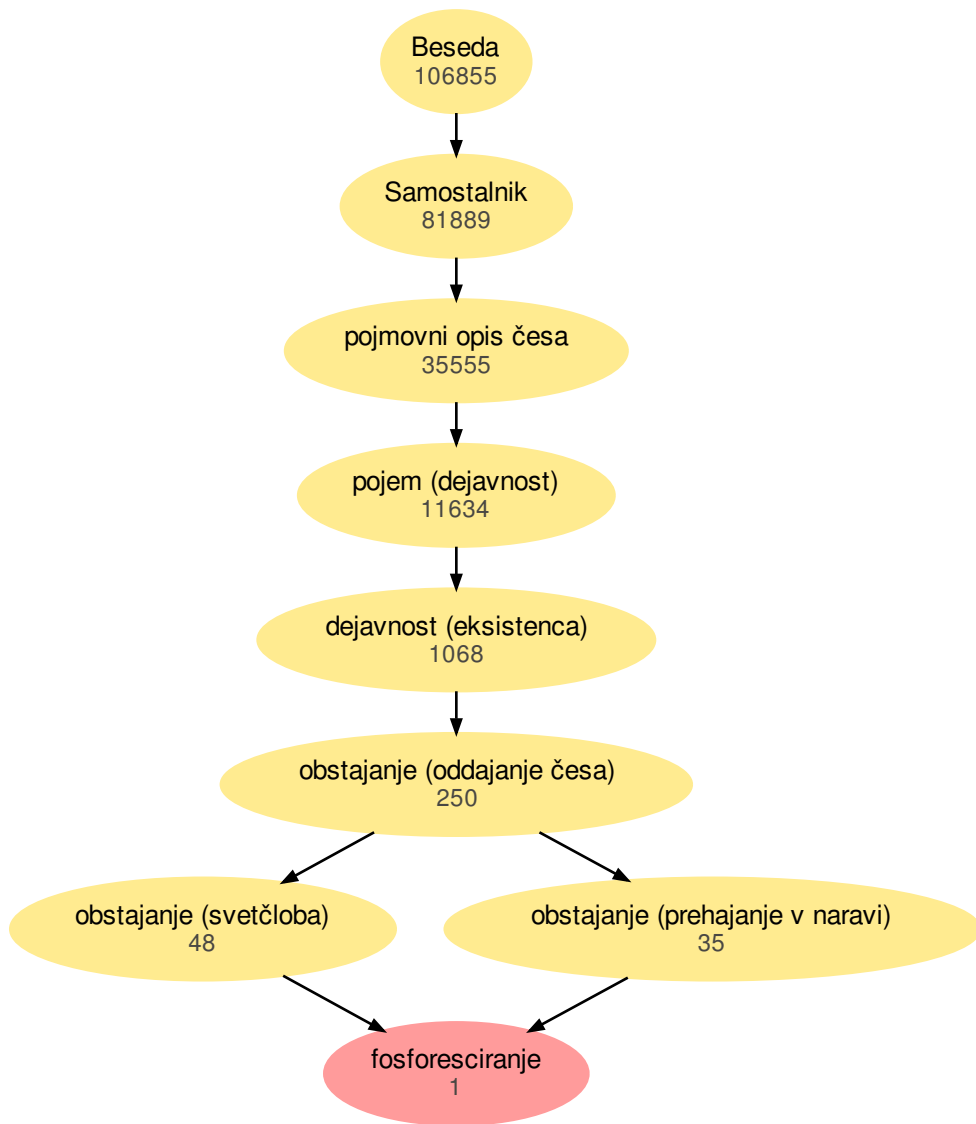 Beseda
106855
Samostalnik
81889
pojmovni opis česa
35555
pojem (dejavnost)
11634
dejavnost (eksistenca)
1068
obstajanje (oddajanje česa)
250
obstajanje (svetčloba)
48
obstajanje (prehajanje v naravi)
35
fosforesciranje
1